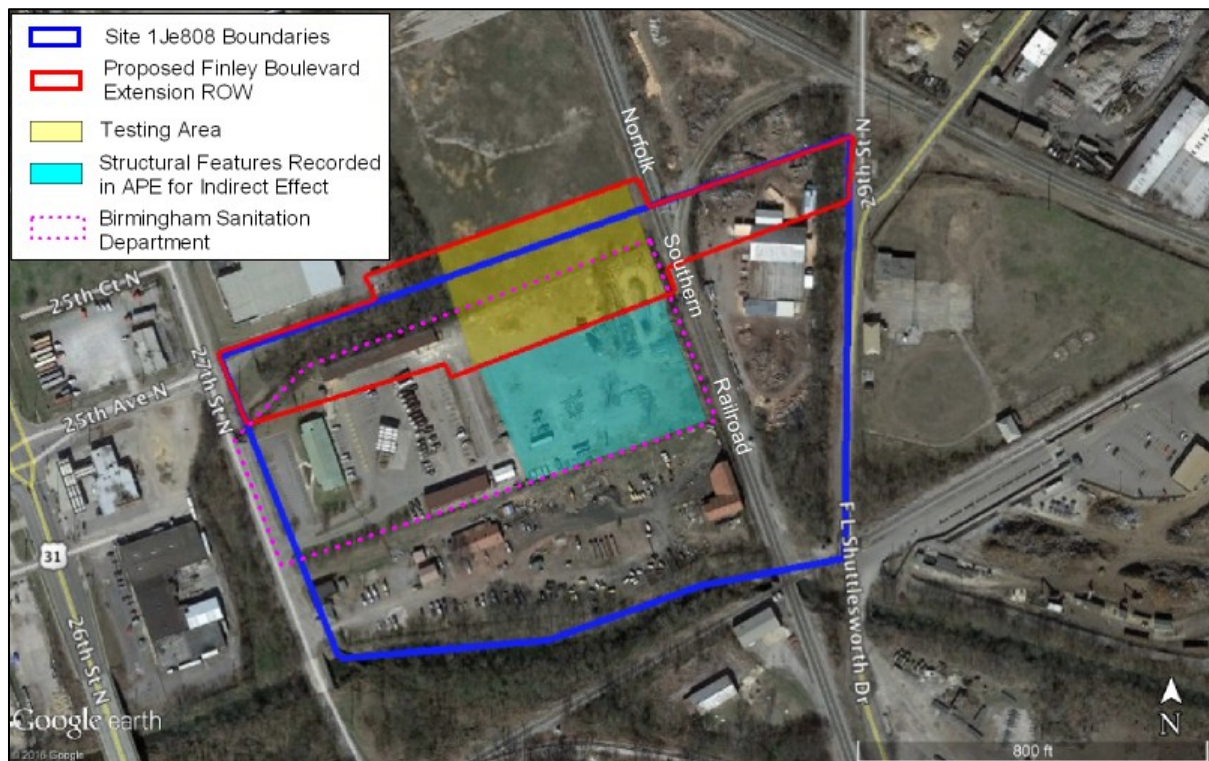 Site 1Je808 Boundaries
Proposed Finley Boulevard
Extension ROW
Testing Area
Structural Features Recorded
in APE for Indirect Effect
Birmingham Sanitation
Department
Norfolk
Southern
Railroad
29th St N
25th Ct N
25th Ave N
27th St N
31
26th St N
F L Shuttlesworth Dr
N
800 ft
Google earth
© 2016 Google